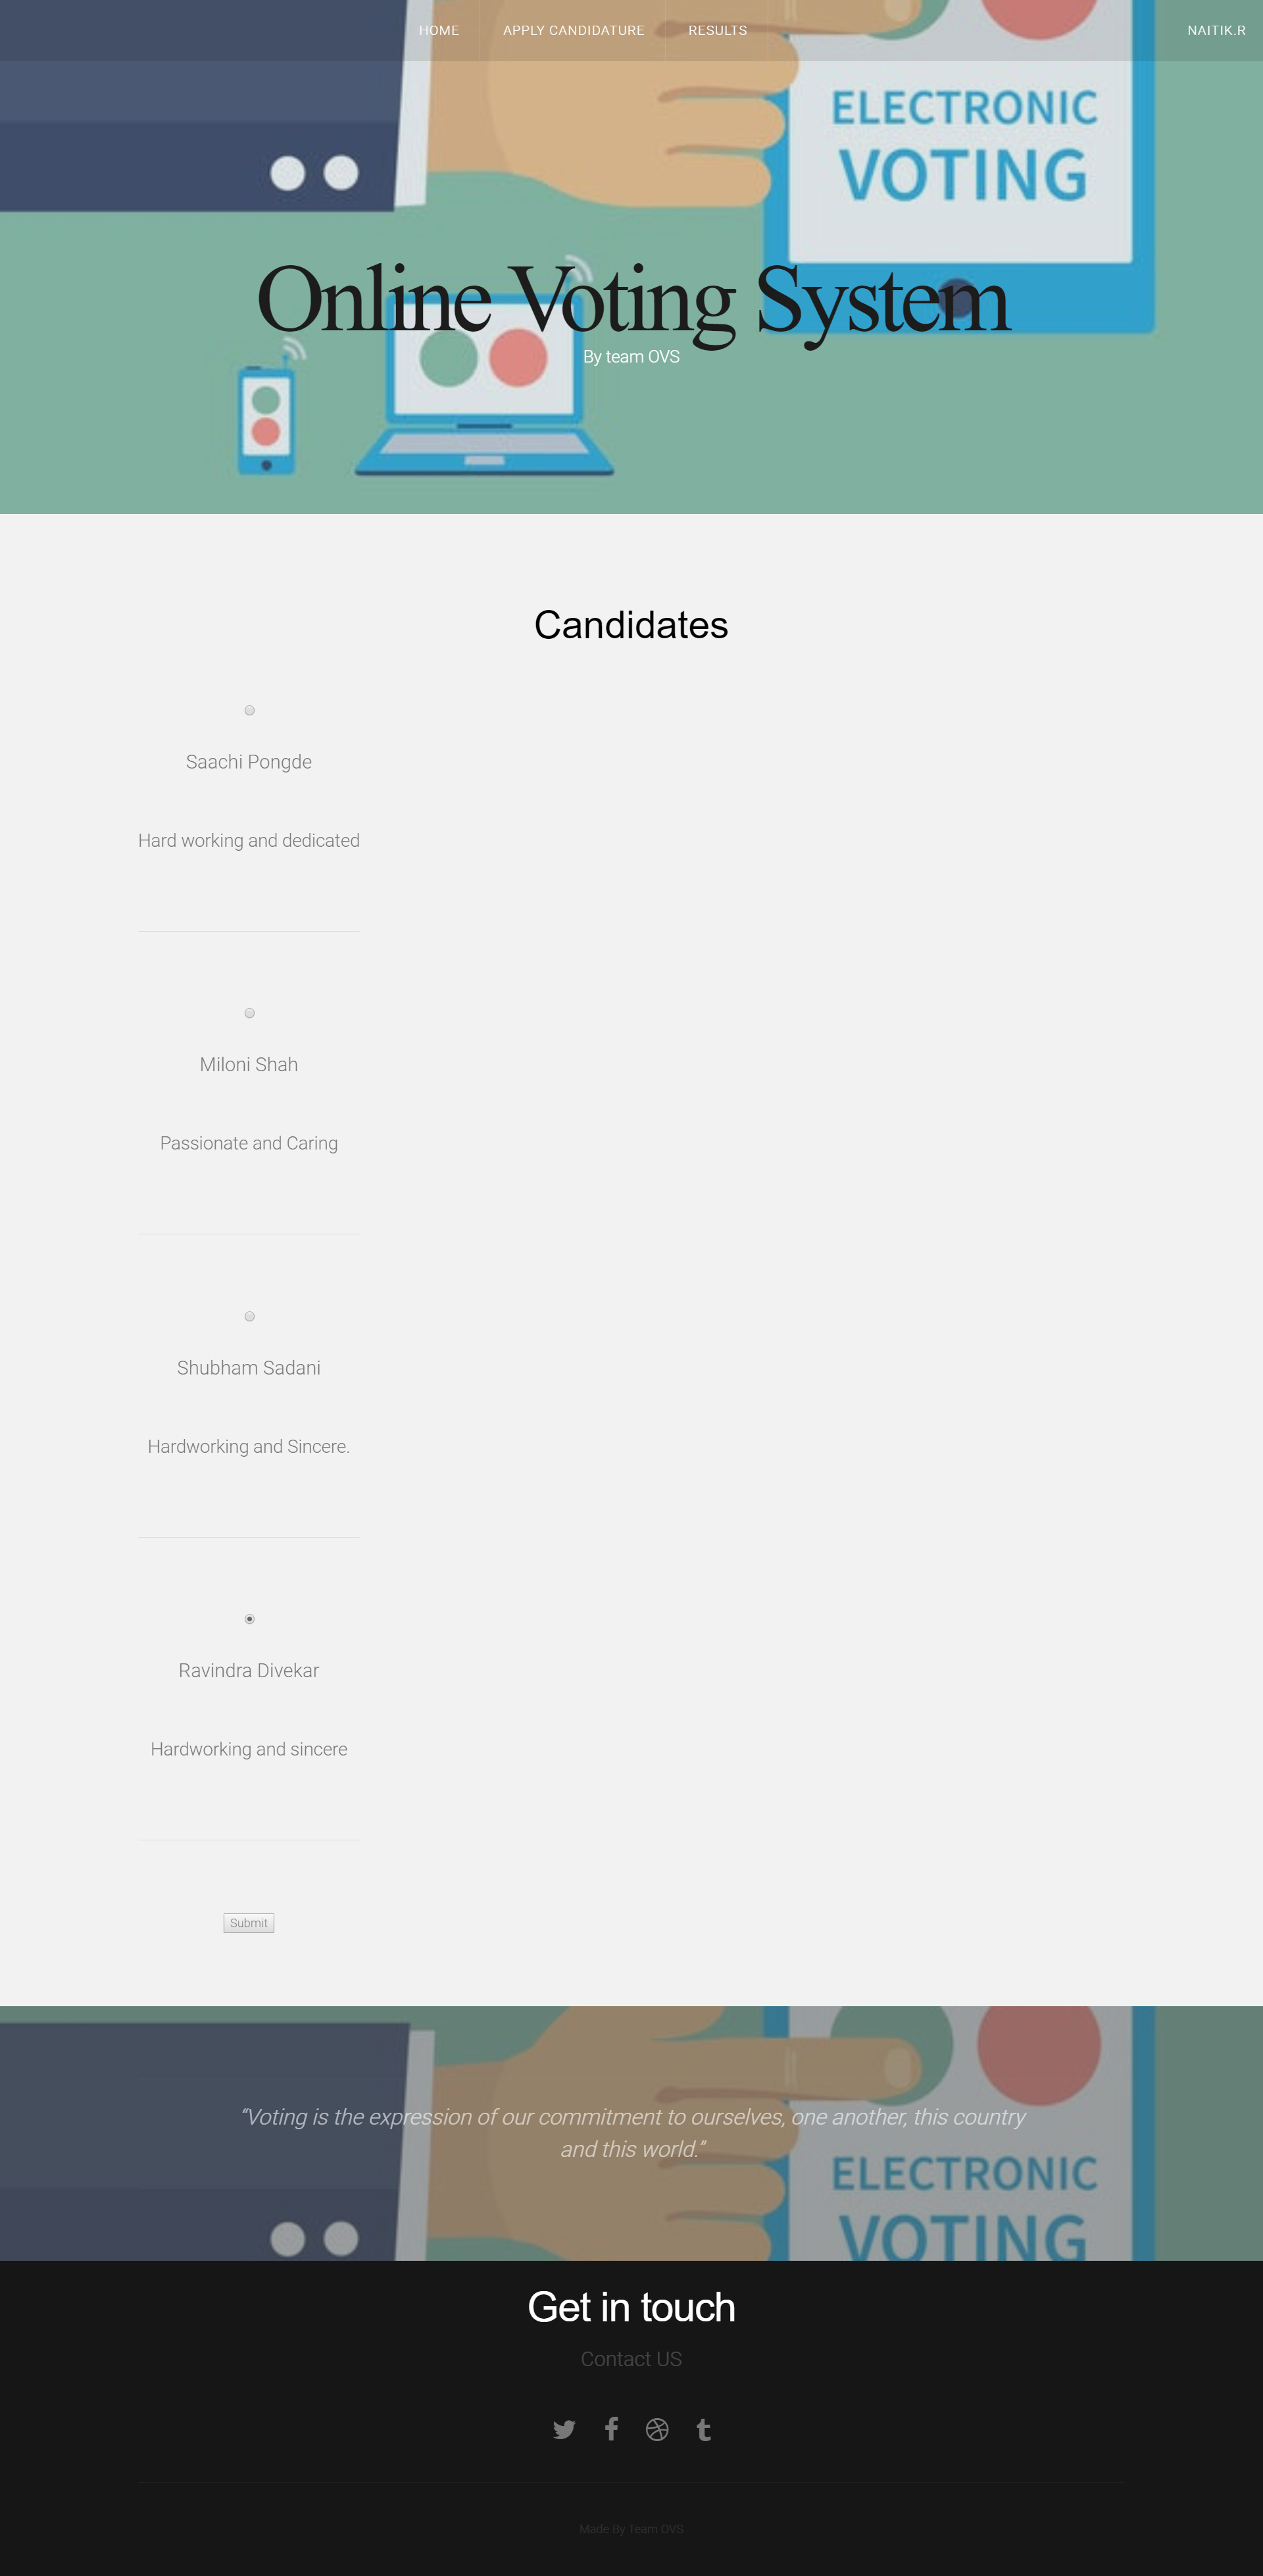 HOME
APPLY CANDIDATURE
RESULTS
NAITIK.R
ELECTRONIC
VOTING
Online Voting System
By team OVS
Candidates
Saachi Pongde
Hard working and dedicated
Miloni Shah
Passionate and Caring
Shubham Sadani
Hardworking and Sincere.
Ravindra Divekar
Hardworking and sincere
Submit
“Voting is the expression of our commitment to ourselves, one another, this country
and this world.”
ELECTRONIC
VOTING
Get in touch
Contact US
Made By Team OVS